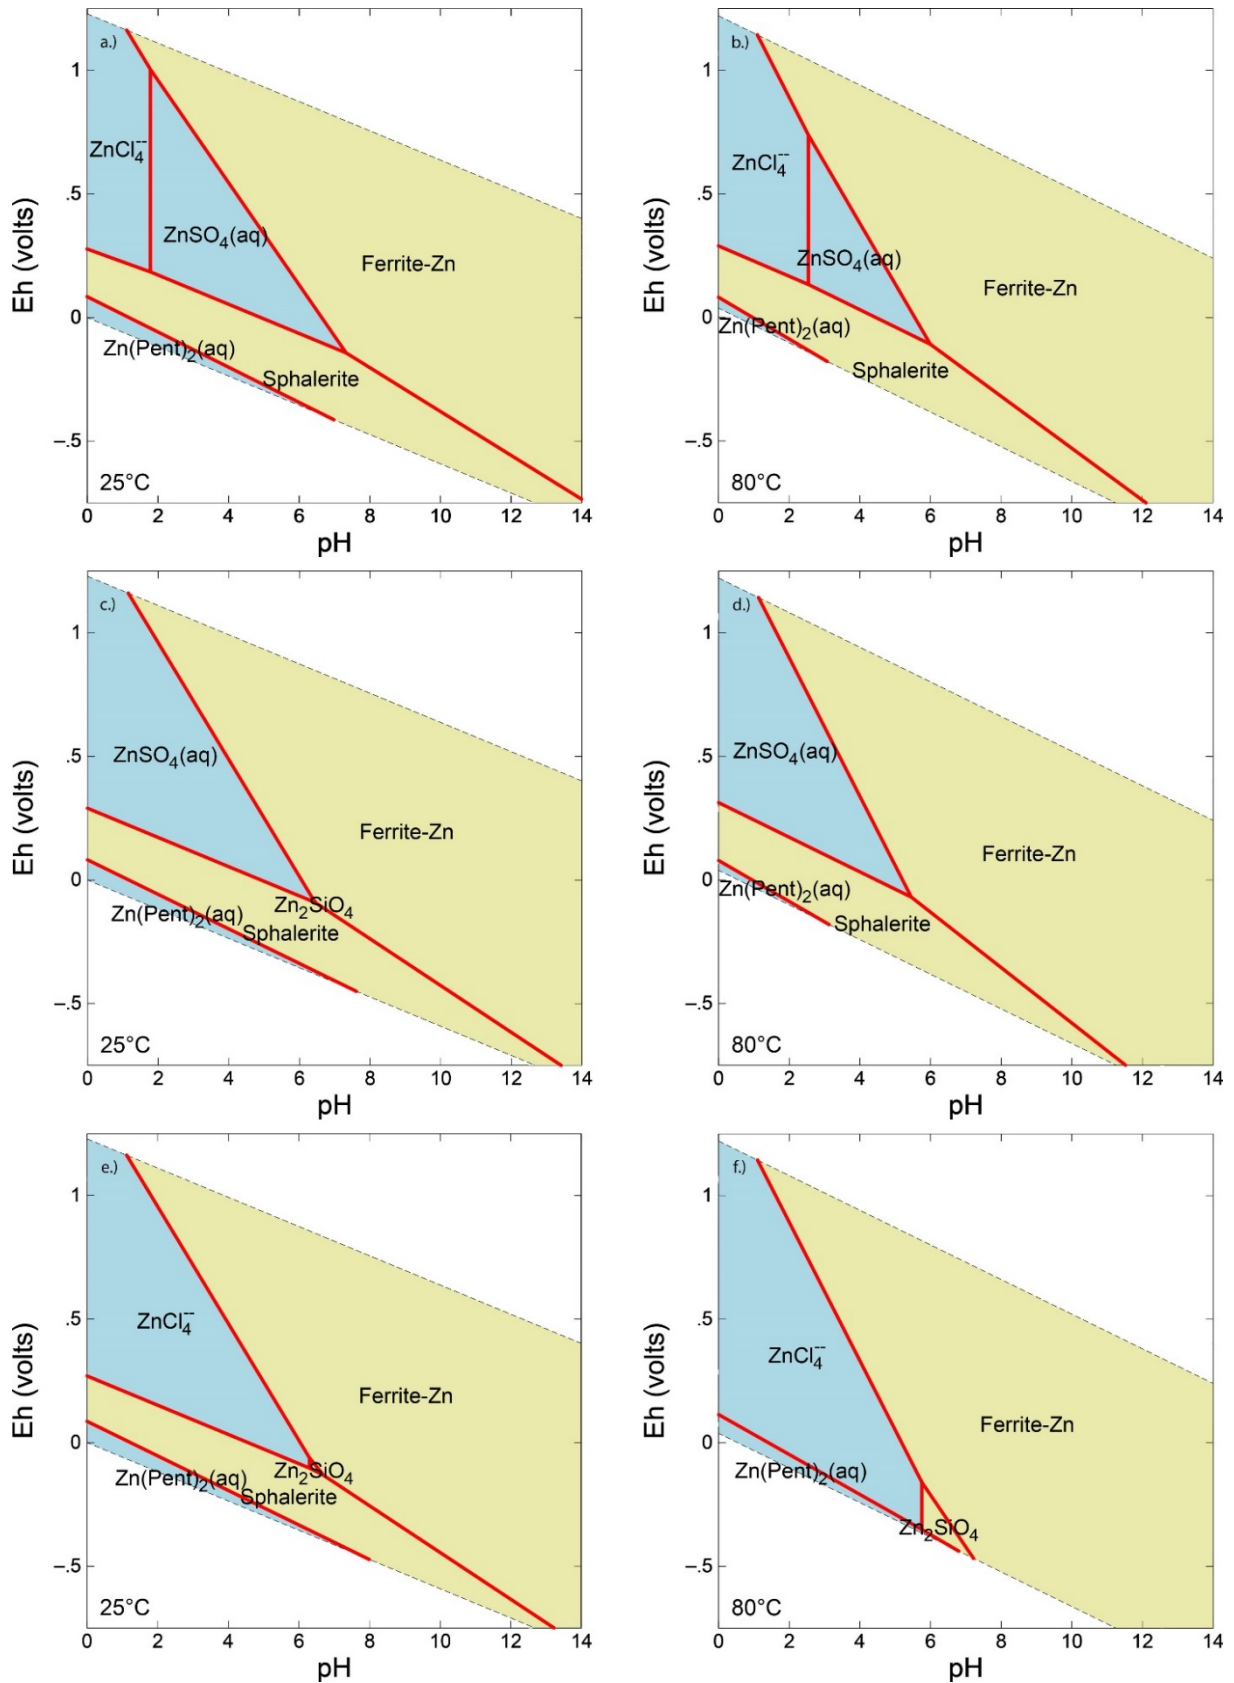 a.)
Eh (volts)
1
.5
0
–.5
ZnCl₄⁻⁻
ZnSO₄(aq)
Ferrite-Zn
Zn(Pent)₂(aq)
Sphalerite
25°C
0 2 4 6 8 10 12 14
pH
b.)
Eh (volts)
1
.5
0
–.5
ZnCl₄⁻⁻
ZnSO₄(aq)
Ferrite-Zn
Zn(Pent)₂(aq)
Sphalerite
80°C
0 2 4 6 8 10 12 14
pH
c.)
Eh (volts)
1
.5
0
–.5
ZnSO₄(aq)
Ferrite-Zn
Zn₂SiO₄
Zn(Pent)₂(aq)
Sphalerite
25°C
0 2 4 6 8 10 12 14
pH
d.)
Eh (volts)
1
.5
0
–.5
ZnSO₄(aq)
Ferrite-Zn
Zn(Pent)₂(aq)
Sphalerite
80°C
0 2 4 6 8 10 12 14
pH
e.)
Eh (volts)
1
.5
0
–.5
ZnCl₄⁻⁻
Ferrite-Zn
Zn₂SiO₄
Zn(Pent)₂(aq)
Sphalerite
25°C
0 2 4 6 8 10 12 14
pH
f.)
Eh (volts)
1
.5
0
–.5
ZnCl₄⁻⁻
Ferrite-Zn
Zn(Pent)₂(aq)
Zn₂SiO₄
80°C
0 2 4 6 8 10 12 14
pH